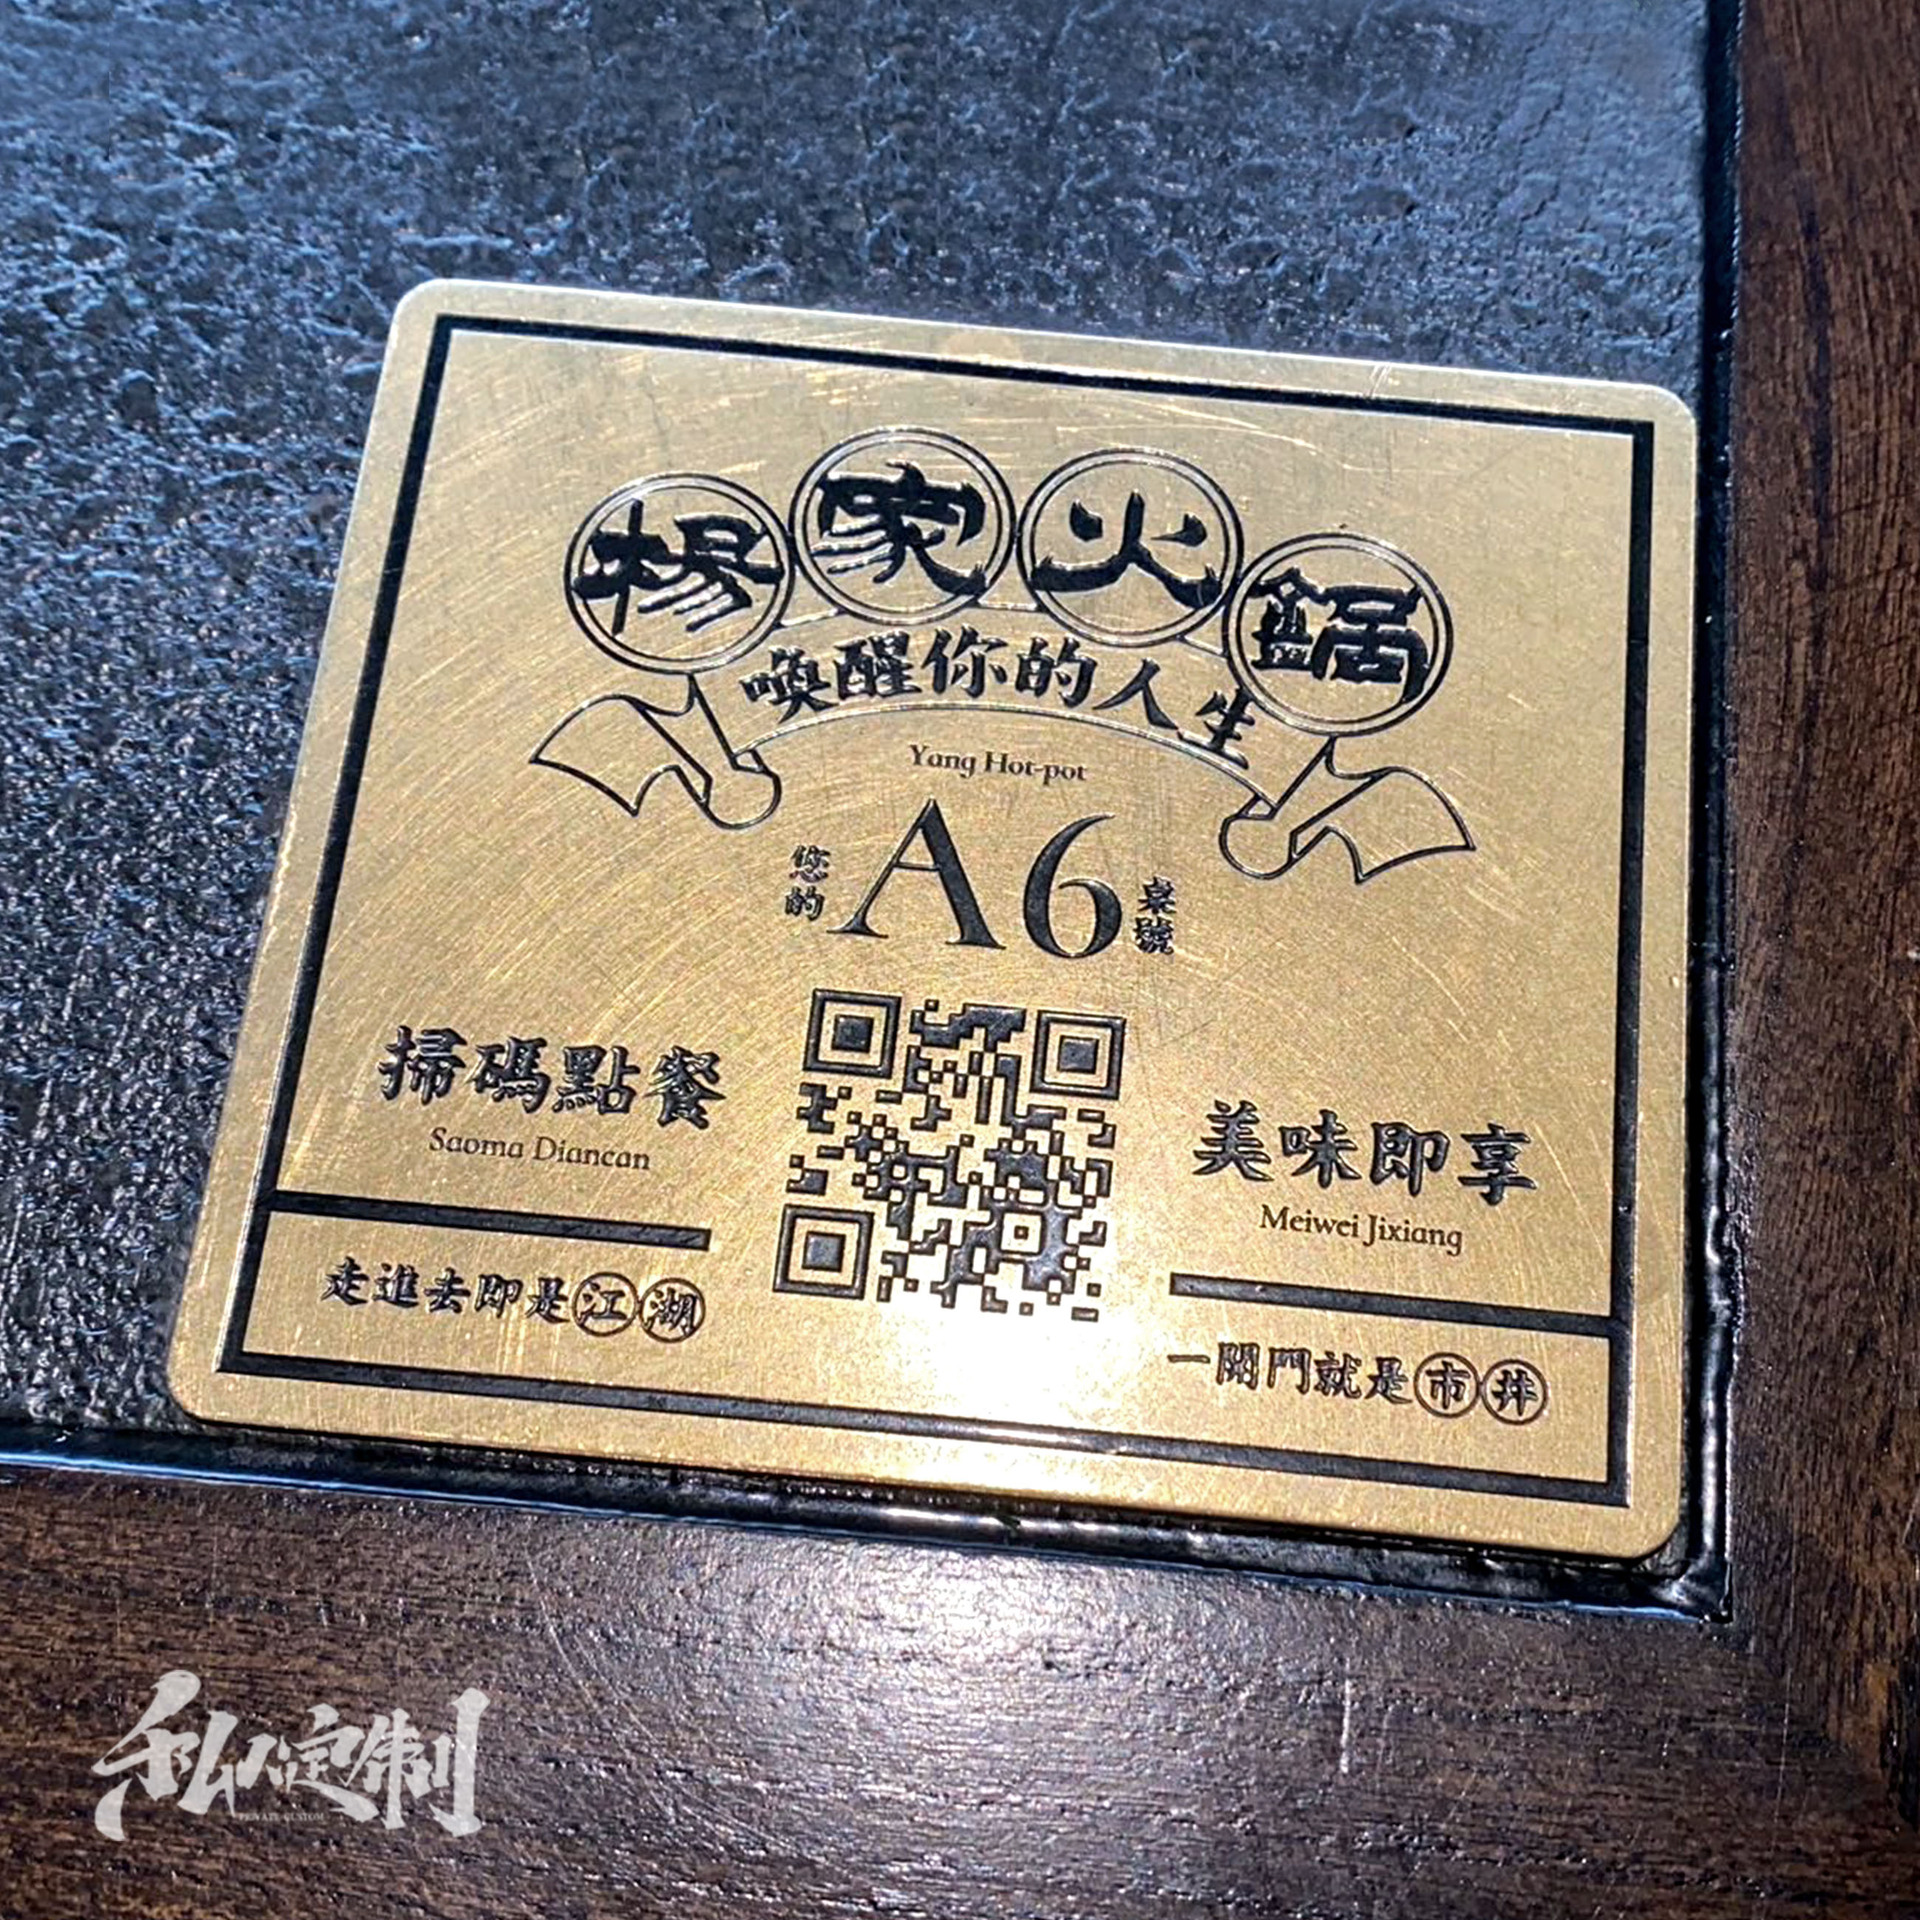 楊家火鍋
喚醒你的人生
Yang Hot-pot
您的 A6 桌號
掃碼點餐
Saoma Diancan
美味即享
Meiwei Jixiang
走進去即是江湖
一開門就是市井
私人定制
PRIVATE CUSTOM